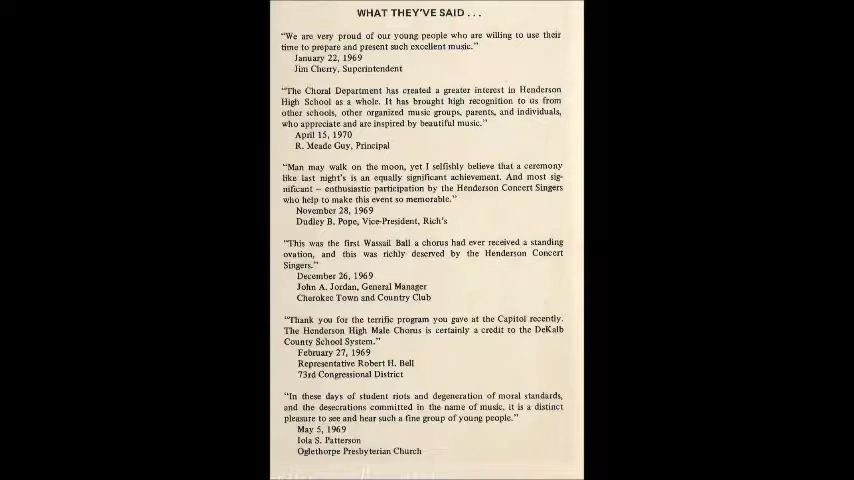 WHAT THEY'VE SAID . . .
"We are very proud of our young people who are willing to use their
time to prepare and present such excellent music."
January 22, 1969
Jim Cherry, Superintendent
"The Choral Department has created a greater interest in Henderson
High School as a whole. It has brought high recognition to us from
other schools, other organized music groups, parents, and individuals,
who appreciate and are inspired by beautiful music."
April 15, 1970
R. Meade Guy, Principal
"Man may walk on the moon, yet I selfishly believe that a ceremony
like last night's is an equally significant achievement. And most sig-
nificant – enthusiastic participation by the Henderson Concert Singers
who help to make this event so memorable."
November 28, 1969
Dudley B. Pope, Vice-President, Rich's
"This was the first Wassail Ball a chorus had ever received a standing
ovation, and this was richly deserved by the Henderson Concert
Singers."
December 26, 1969
John A. Jordan, General Manager
Cherokee Town and Country Club
"Thank you for the terrific program you gave at the Capitol recently.
The Henderson High Male Chorus is certainly a credit to the DeKalb
County School System."
February 27, 1969
Representative Robert H. Bell
73rd Congressional District
"In these days of student riots and degeneration of moral standards,
and the desecrations committed in the name of music, it is a distinct
pleasure to see and hear such a fine group of young people."
May 5, 1969
Iola S. Patterson
Oglethorpe Presbyterian Church